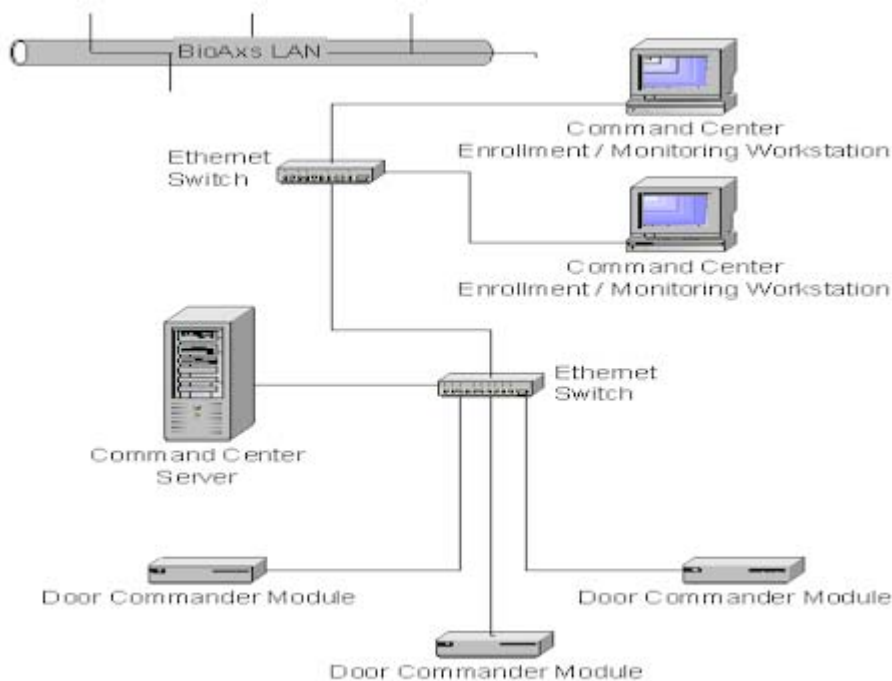 BioAxs LAN
Command Center
Enrollment / Monitoring Workstation
Ethernet
Switch
Command Center
Enrollment / Monitoring Workstation
Ethernet
Switch
Command Center
Server
Door Commander Module
Door Commander Module
Door Commander Module